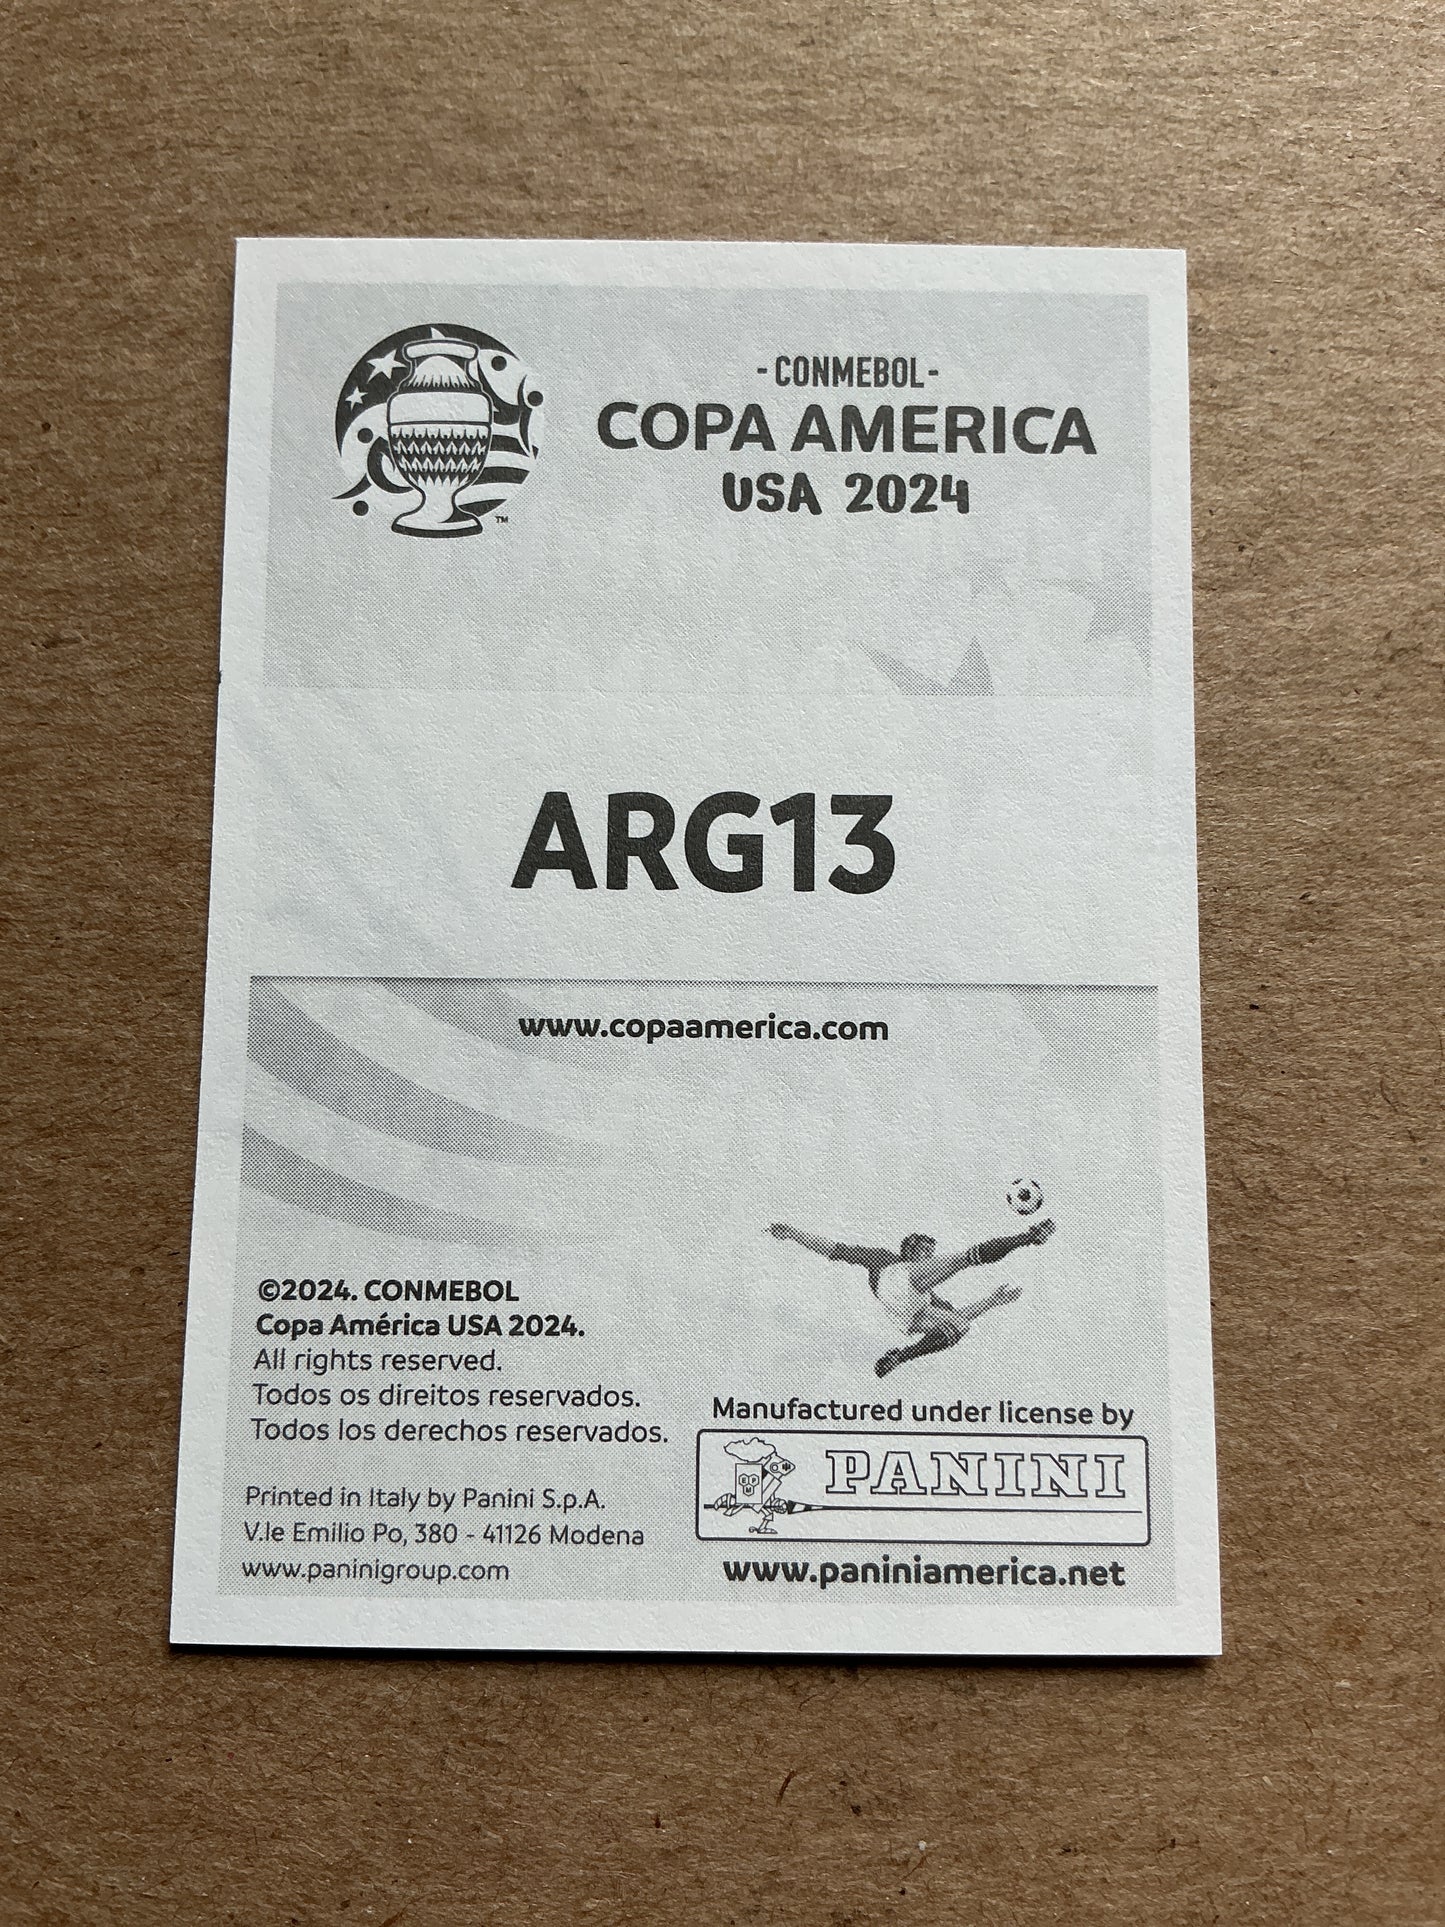 -CONMEBOL-
COPA AMERICA
USA 2024
TM
ARG13
www.copaamerica.com
©2024. CONMEBOL
Copa América USA 2024.
All rights reserved.
Todos os direitos reservados.
Todos los derechos reservados.
Manufactured under license by
PANINI
Printed in Italy by Panini S.p.A.
V.le Emilio Po, 380 - 41126 Modena
www.paninigroup.com
www.paniniamerica.net